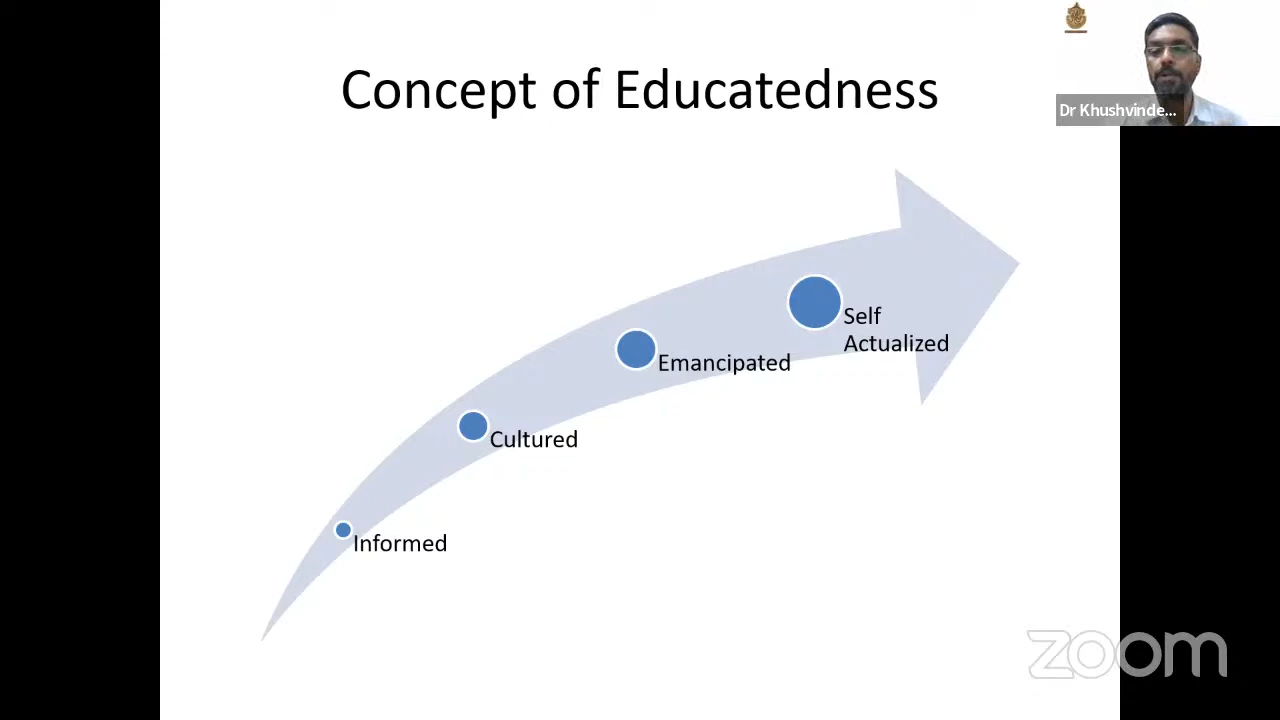 Concept of Educatedness
Dr Khushvinde...
Self
Actualized
Emancipated
Cultured
Informed
zoom